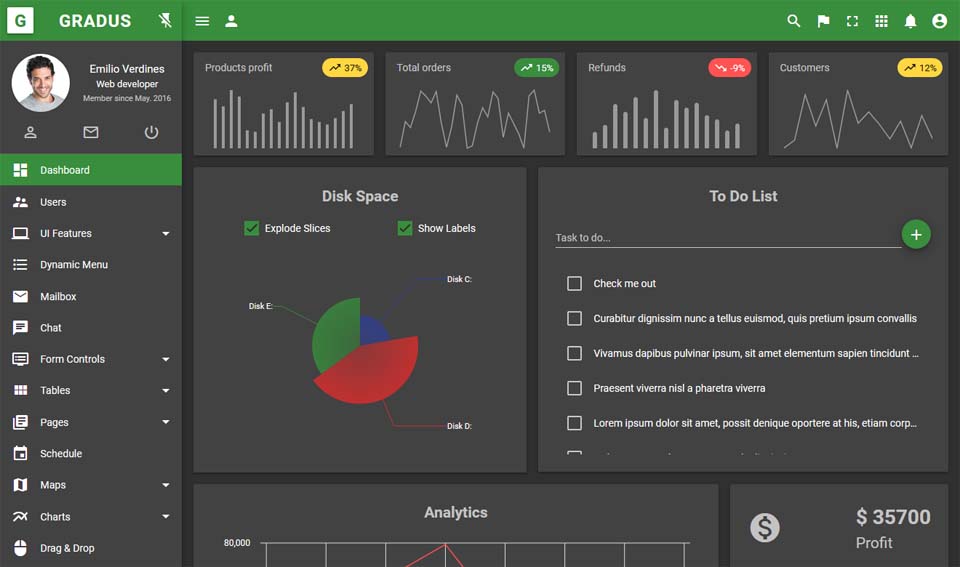 G
GRADUS
Emilio Verdines
Web developer
Member since May. 2016
Dashboard
Users
UI Features
Dynamic Menu
Mailbox
Chat
Form Controls
Tables
Pages
Schedule
Maps
Charts
Drag & Drop
Products profit
37%
Total orders
15%
Refunds
-9%
Customers
12%
Disk Space
Explode Slices
Show Labels
Disk C:
Disk E:
Disk D:
To Do List
Task to do...
Check me out
Curabitur dignissim nunc a tellus euismod, quis pretium ipsum convallis
Vivamus dapibus pulvinar ipsum, sit amet elementum sapien tincidunt ...
Praesent viverra nisl a pharetra viverra
Lorem ipsum dolor sit amet, possit denique oportere at his, etiam corp...
Analytics
80,000
$ 35700
Profit